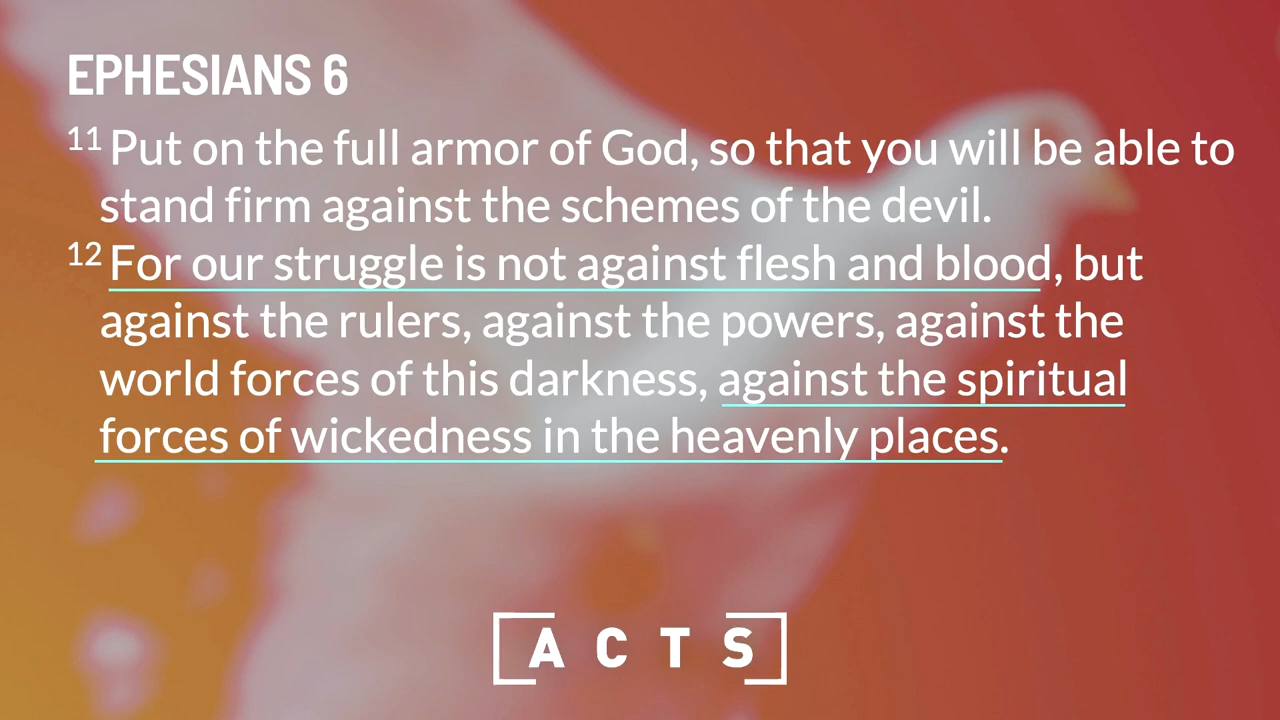 EPHESIANS 6
11 Put on the full armor of God, so that you will be able to
stand firm against the schemes of the devil.
12 For our struggle is not against flesh and blood, but
against the rulers, against the powers, against the
world forces of this darkness, against the spiritual
forces of wickedness in the heavenly places.
ACTS